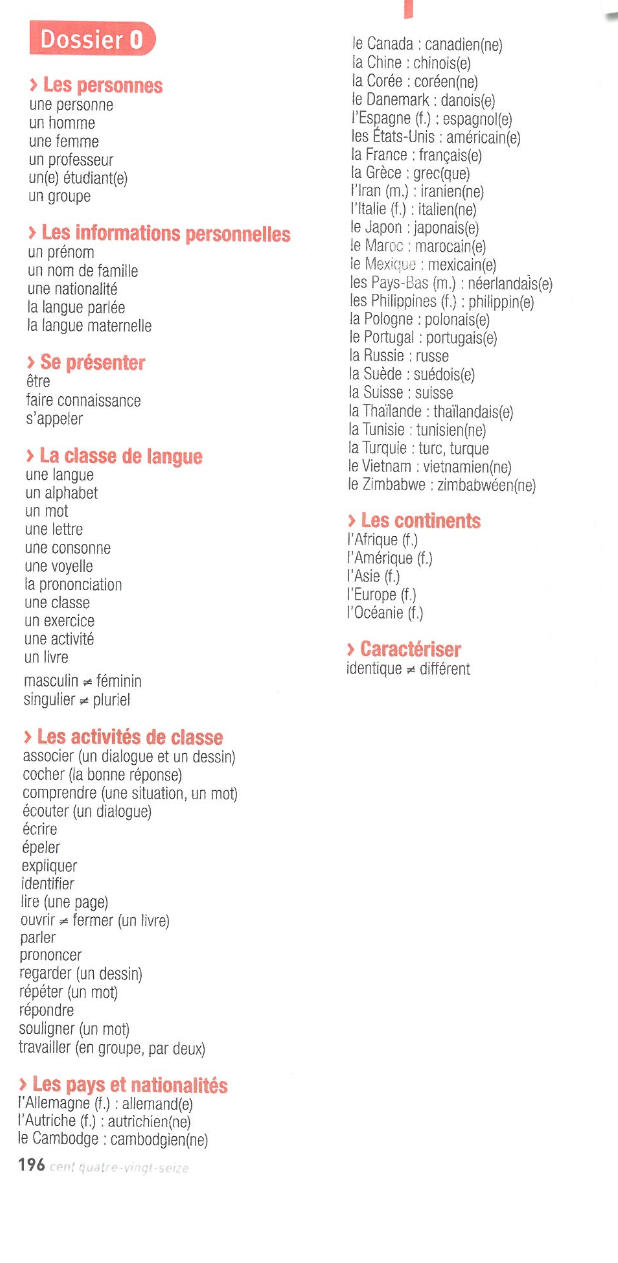 Dossier 0
› Les personnes
une personne
un homme
une femme
un professeur
un(e) étudiant(e)
un groupe
› Les informations personnelles
un prénom
un nom de famille
une nationalité
la langue parlée
la langue maternelle
› Se présenter
être
faire connaissance
s'appeler
› La classe de langue
une langue
un alphabet
un mot
une lettre
une consonne
une voyelle
la prononciation
une classe
un exercice
une activité
un livre
masculin ≠ féminin
singulier ≠ pluriel
› Les activités de classe
associer (un dialogue et un dessin)
cocher (la bonne réponse)
comprendre (une situation, un mot)
écouter (un dialogue)
écrire
épeler
expliquer
identifier
lire (une page)
ouvrir ≠ fermer (un livre)
parler
prononcer
regarder (un dessin)
répéter (un mot)
répondre
souligner (un mot)
travailler (en groupe, par deux)
› Les pays et nationalités
l'Allemagne (f.) : allemand(e)
l'Autriche (f.) : autrichien(ne)
le Cambodge : cambodgien(ne)
le Canada : canadien(ne)
la Chine : chinois(e)
la Corée : coréen(ne)
le Danemark : danois(e)
l'Espagne (f.) : espagnol(e)
les États-Unis : américain(e)
la France : français(e)
la Grèce : grec(que)
l'Iran (m.) : iranien(ne)
l'Italie (f.) : italien(ne)
le Japon : japonais(e)
le Maroc : marocain(e)
le Mexique : mexicain(e)
les Pays-Bas (m.) : néerlandais(e)
les Philippines (f.) : philippin(e)
la Pologne : polonais(e)
le Portugal : portugais(e)
la Russie : russe
la Suède : suédois(e)
la Suisse : suisse
la Thaïlande : thaïlandais(e)
la Tunisie : tunisien(ne)
la Turquie : turc, turque
le Vietnam : vietnamien(ne)
le Zimbabwe : zimbabwéen(ne)
› Les continents
l'Afrique (f.)
l'Amérique (f.)
l'Asie (f.)
l'Europe (f.)
l'Océanie (f.)
› Caractériser
identique ≠ différent
196 cent quatre-vingt-seize